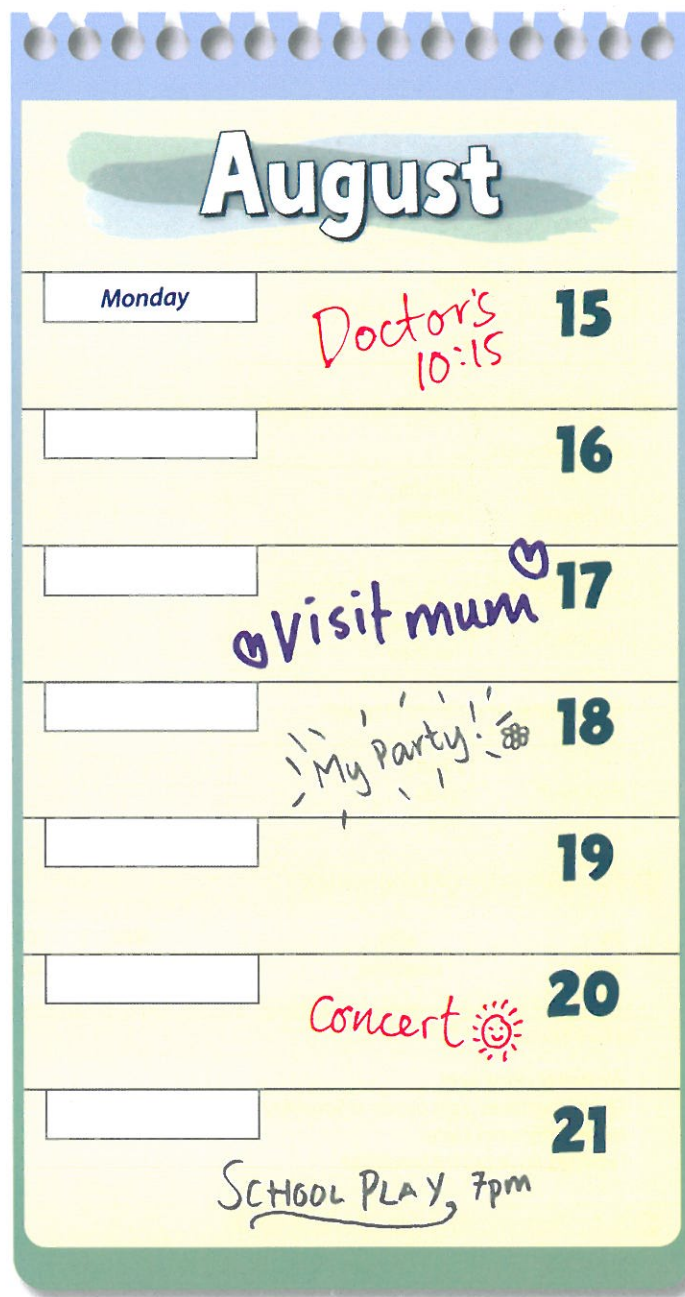 August
Monday
Doctor's
10:15
15
16
Visit mum
17
My Party!
18
19
Concert
20
21
SCHOOL PLAY, 7pm